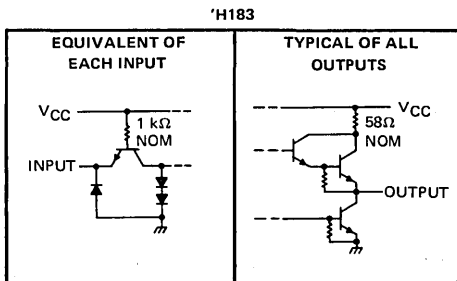 'H183
EQUIVALENT OF
EACH INPUT
VCC
1 kΩ
NOM
INPUT
TYPICAL OF ALL
OUTPUTS
VCC
58Ω
NOM
OUTPUT